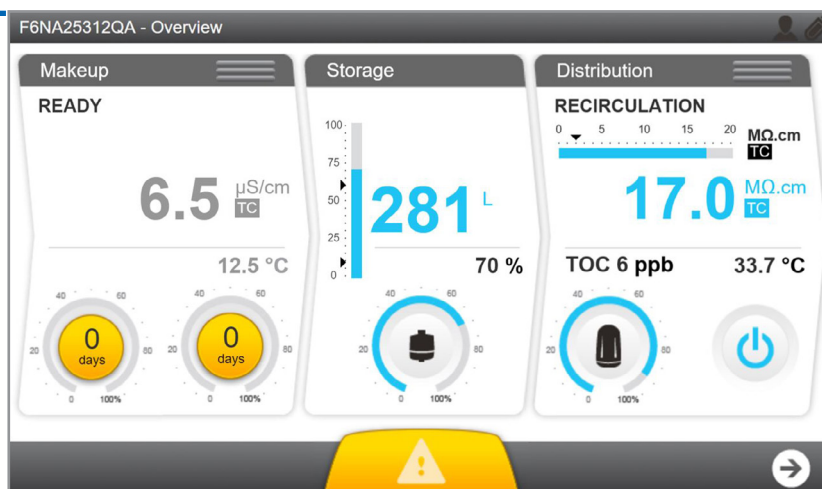 F6NA25312QA - Overview
Makeup
READY
6.5 µS/cm
TC
12.5 °C
40 60
20 80
0 100%
0
days
40 60
20 80
0 100%
0
days
Storage
100
75
50
25
0
281 L
70 %
40 60
20 80
0 100%
Distribution
RECIRCULATION
0 5 10 15 20 MΩ.cm
TC
17.0 MΩ.cm
TC
TOC 6 ppb 33.7 °C
40 60
20 80
0 100%